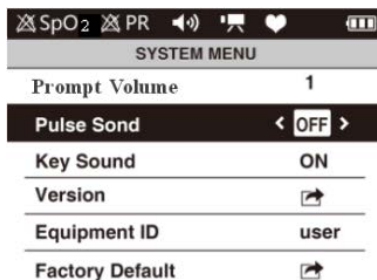 SpO2 PR
SYSTEM MENU
Prompt Volume 1
Pulse Sond < OFF >
Key Sound ON
Version
Equipment ID user
Factory Default